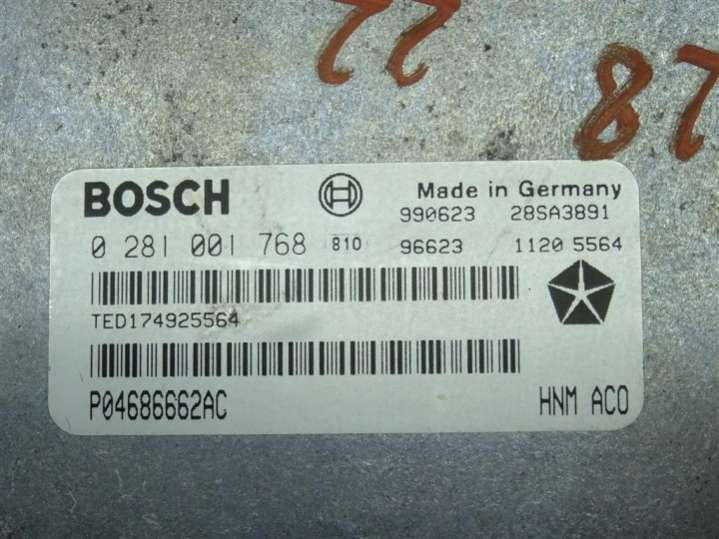 22
28
BOSCH Made in Germany
990623 28SA3891
0 281 001 768 810 96623 1120 5564
TED174925564
P04686662AC HNM AC0